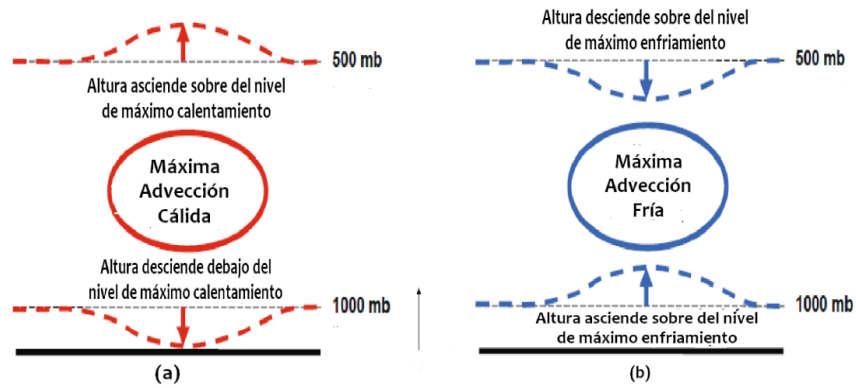 500 mb
Altura asciende sobre del nivel
de máximo calentamiento
Máxima
Advección
Cálida
Altura desciende debajo del
nivel de máximo calentamiento
1000 mb
(a)
Altura desciende sobre del nivel
de máximo enfriamiento
500 mb
Máxima
Advección
Fría
1000 mb
Altura asciende sobre del nível
de máximo enfriamiento
(b)